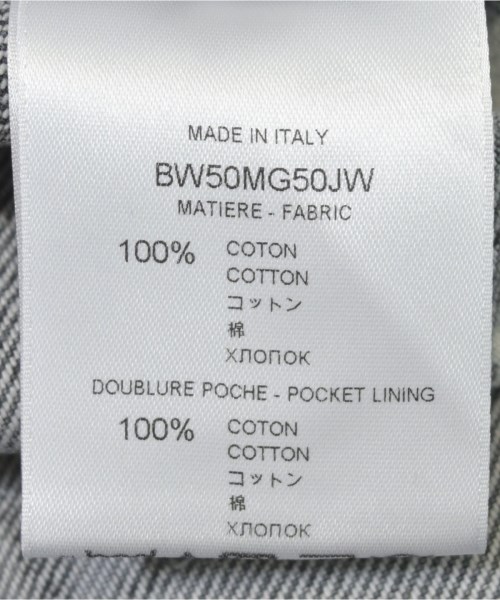 MADE IN ITALY
BW50MG50JW
MATIERE - FABRIC
100% COTON
COTTON
コットン
棉
ХЛОПОК
DOUBLURE POCHE - POCKET LINING
100% COTON
COTTON
コットン
棉
ХЛОПОК